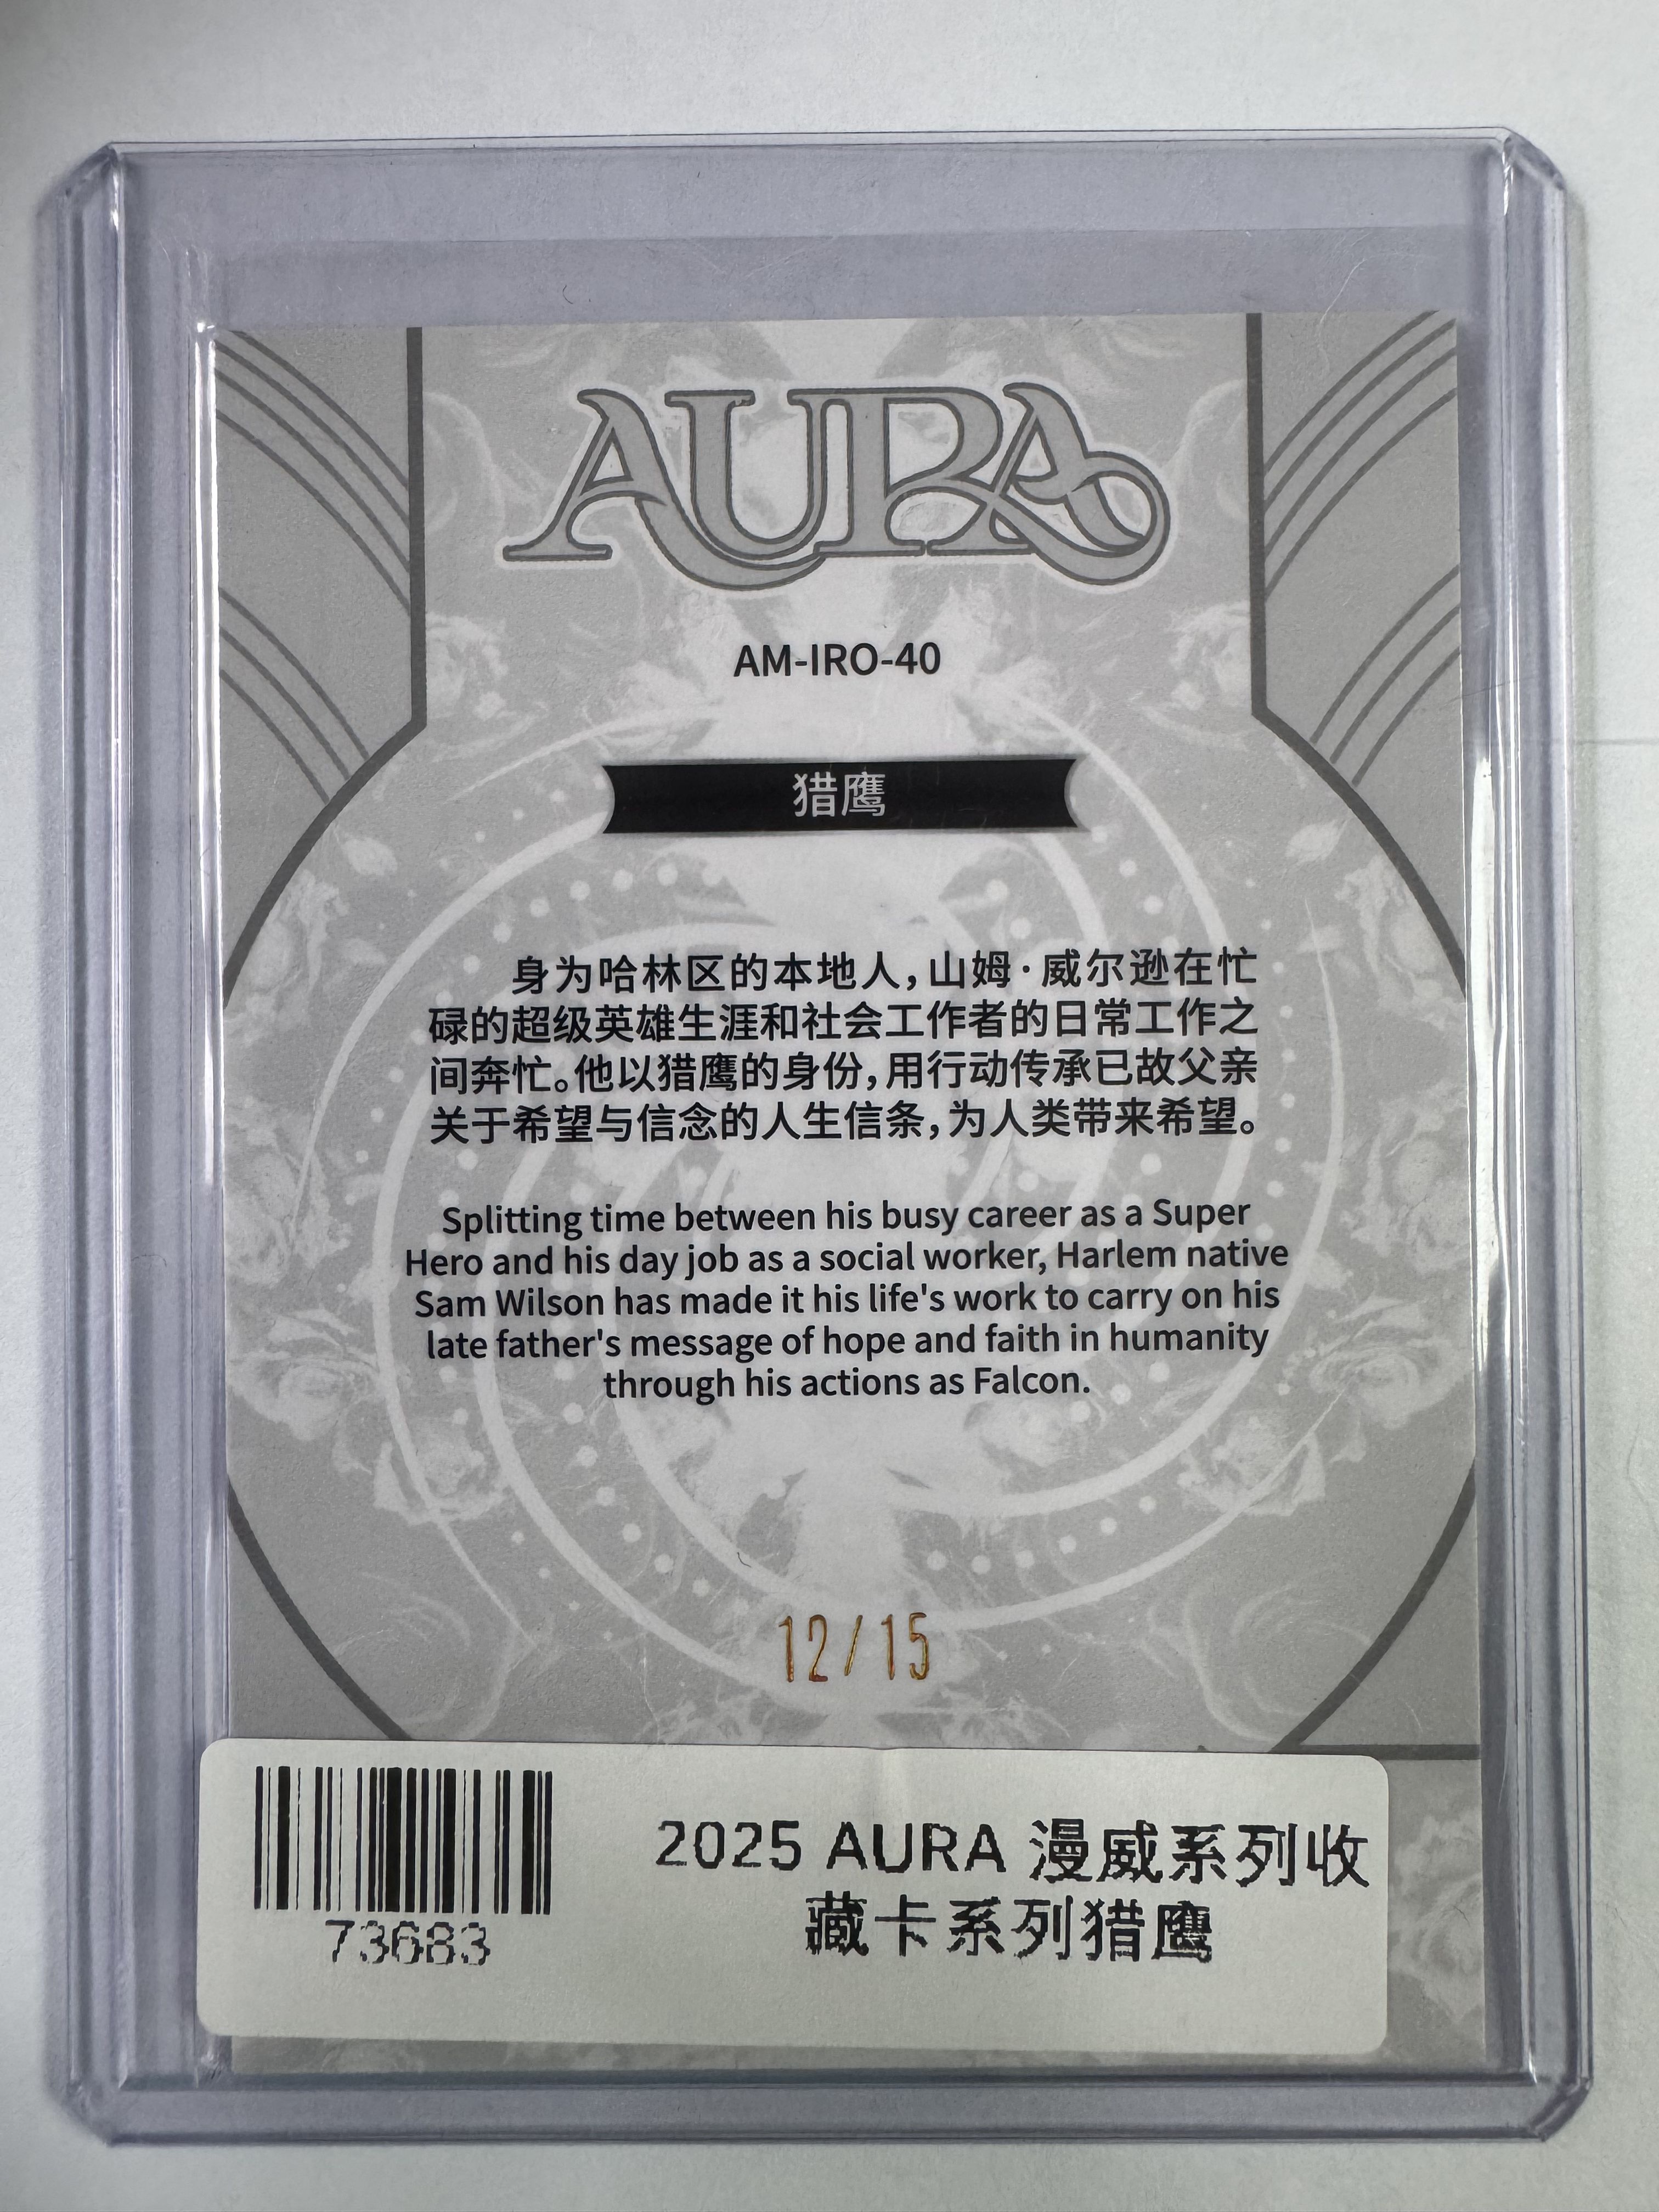 AURA
AM-IRO-40
猎鹰
身为哈林区的本地人，山姆·威尔逊在忙
碌的超级英雄生涯和社会工作者的日常工作之
间奔忙。他以猎鹰的身份，用行动传承已故父亲
关于希望与信念的人生信条，为人类带来希望。
Splitting time between his busy career as a Super
Hero and his day job as a social worker, Harlem native
Sam Wilson has made it his life's work to carry on his
late father's message of hope and faith in humanity
through his actions as Falcon.
12/15
73683
2025 AURA 漫威系列收
藏卡系列猎鹰